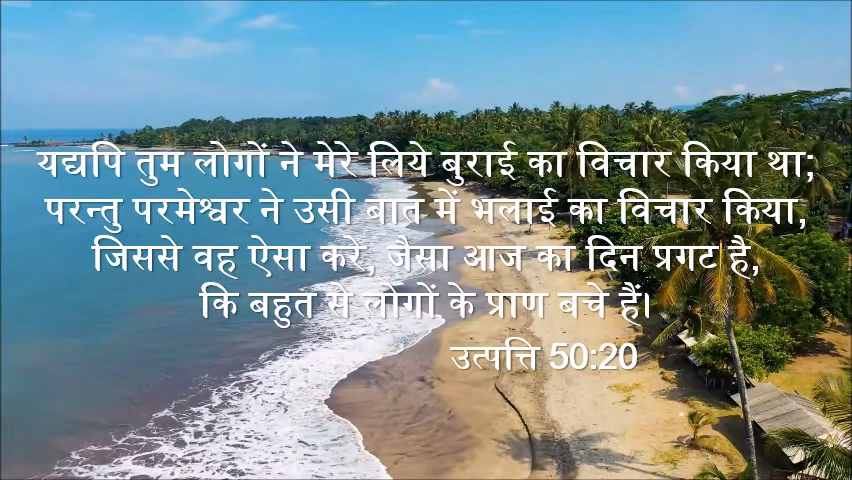 यद्यपि तुम लोगों ने मेरे लिये बुराई का विचार किया था;
परन्तु परमेश्वर ने उसी बात में भलाई का विचार किया,
जिससे वह ऐसा करे, जैसा आज का दिन प्रगट है,
कि बहुत से लोगों के प्राण बचे हैं।
उत्पत्ति 50:20